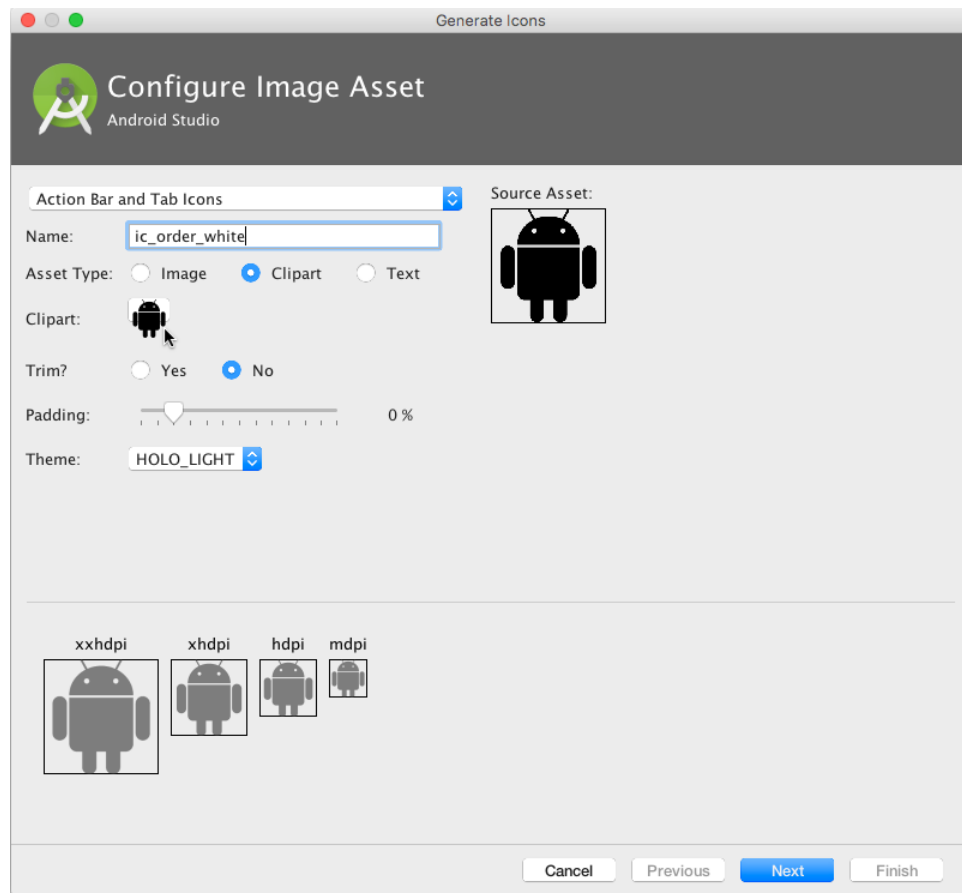 Generate Icons
Configure Image Asset
Android Studio
Action Bar and Tab Icons
Source Asset:
Name: ic_order_white
Asset Type: Image Clipart Text
Clipart:
Trim? Yes No
Padding: 0 %
Theme: HOLO_LIGHT
xxhdpi xhdpi hdpi mdpi
Cancel Previous Next Finish